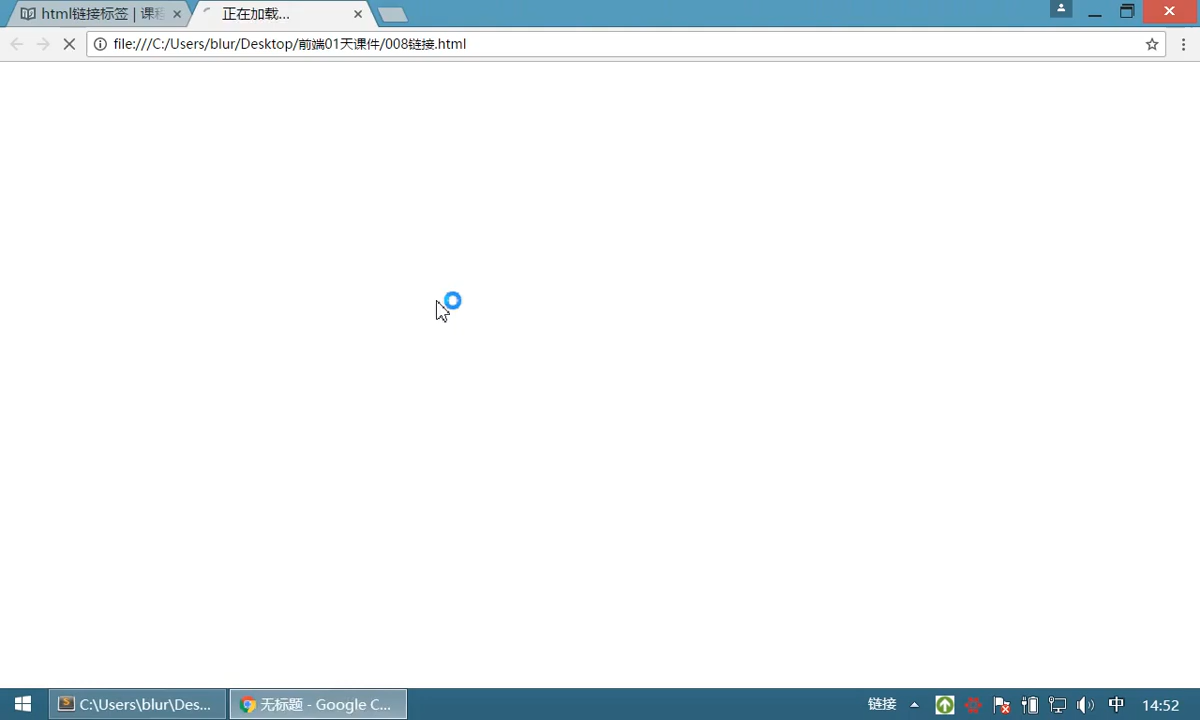 html链接标签 | 课程
正在加载...
file:///C:/Users/blur/Desktop/前端01天课件/008链接.html
C:\Users\blur\Des...
无标题 - Google C...
链接
中
14:52